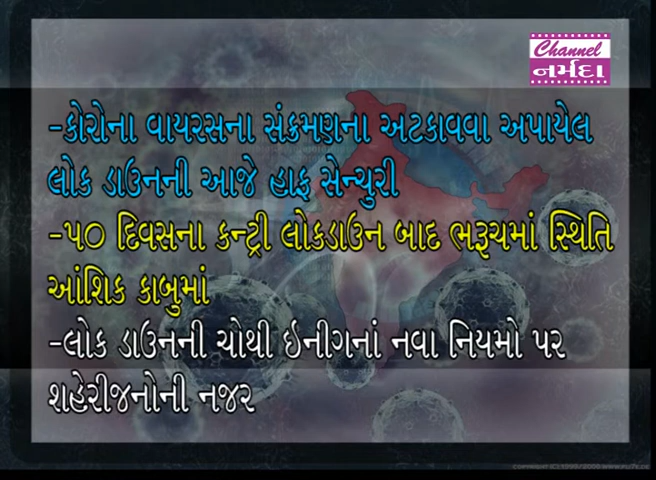 Channel
નર્મદા
-કોરોના વાયરસના સંક્રમણના અટકાવવા અપાયેલ
લોક ડાઉનની આજે હાફ સેન્ચુરી
-૫૦ દિવસના કન્ટ્રી લોકડાઉન બાદ ભરૂચમાં સ્થિતિ
આંશિક કાબુમાં
-લોક ડાઉનની ચોથી ઇનીગનાં નવા નિયમો પર
શહેરીજનોની નજર